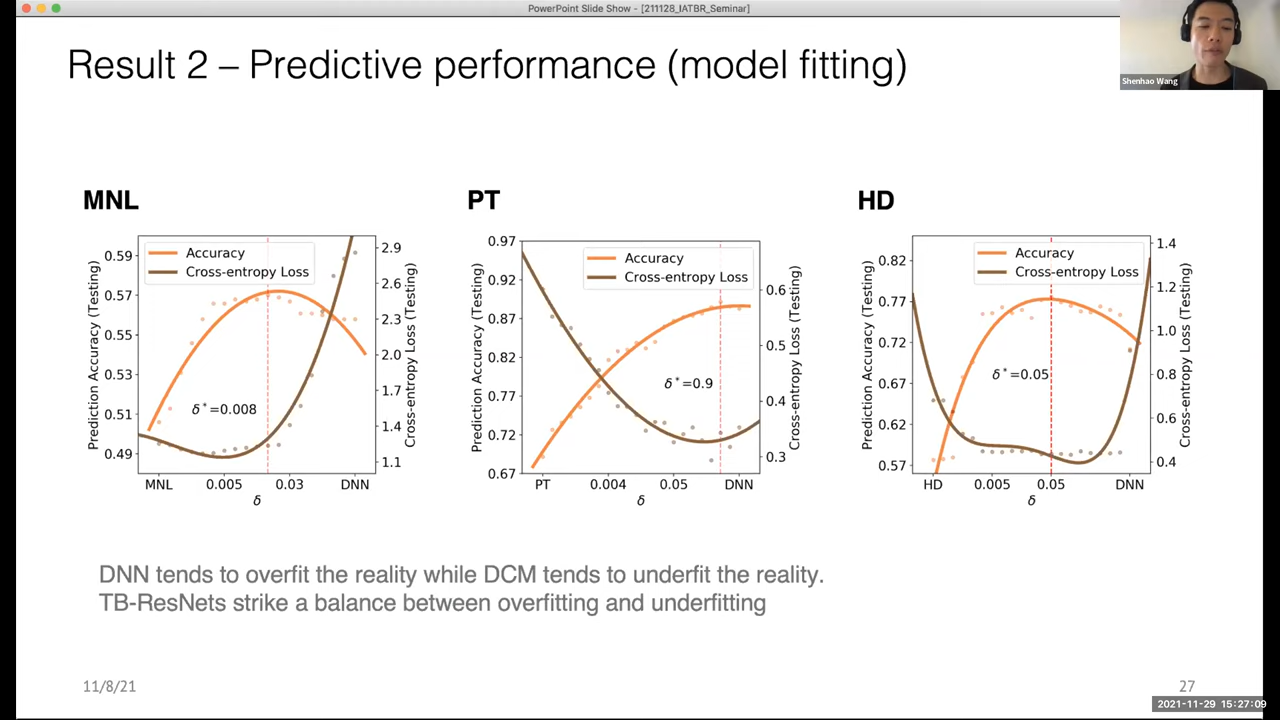 PowerPoint Slide Show - [211128_IATBR_Seminar]
Result 2 – Predictive performance (model fitting)
Shenhao Wang
MNL
PT
HD
Accuracy
Cross-entropy Loss
0.59
0.57
0.55
0.53
0.51
0.49
Prediction Accuracy (Testing)
2.9
2.6
2.3
2.0
1.7
1.4
1.1
Cross-entropy Loss (Testing)
δ*=0.008
MNL 0.005 0.03 DNN
δ
Accuracy
Cross-entropy Loss
0.97
0.92
0.87
0.82
0.77
0.72
0.67
Prediction Accuracy (Testing)
0.6
0.5
0.4
0.3
Cross-entropy Loss (Testing)
δ*=0.9
PT 0.004 0.05 DNN
δ
Accuracy
Cross-entropy Loss
0.82
0.77
0.72
0.67
0.62
0.57
Prediction Accuracy (Testing)
1.4
1.2
1.0
0.8
0.6
0.4
Cross-entropy Loss (Testing)
δ*=0.05
HD 0.005 0.05 DNN
δ
DNN tends to overfit the reality while DCM tends to underfit the reality.
TB-ResNets strike a balance between overfitting and underfitting
11/8/21
27
2021-11-29 15:27:09